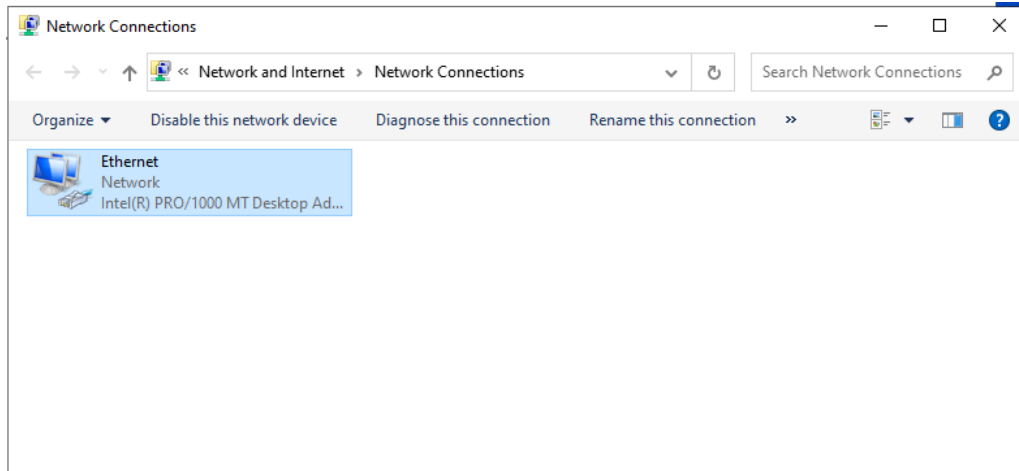 Network Connections
« Network and Internet › Network Connections
Search Network Connections
Organize
Disable this network device
Diagnose this connection
Rename this connection
»
?
Ethernet
Network
Intel(R) PRO/1000 MT Desktop Ad...